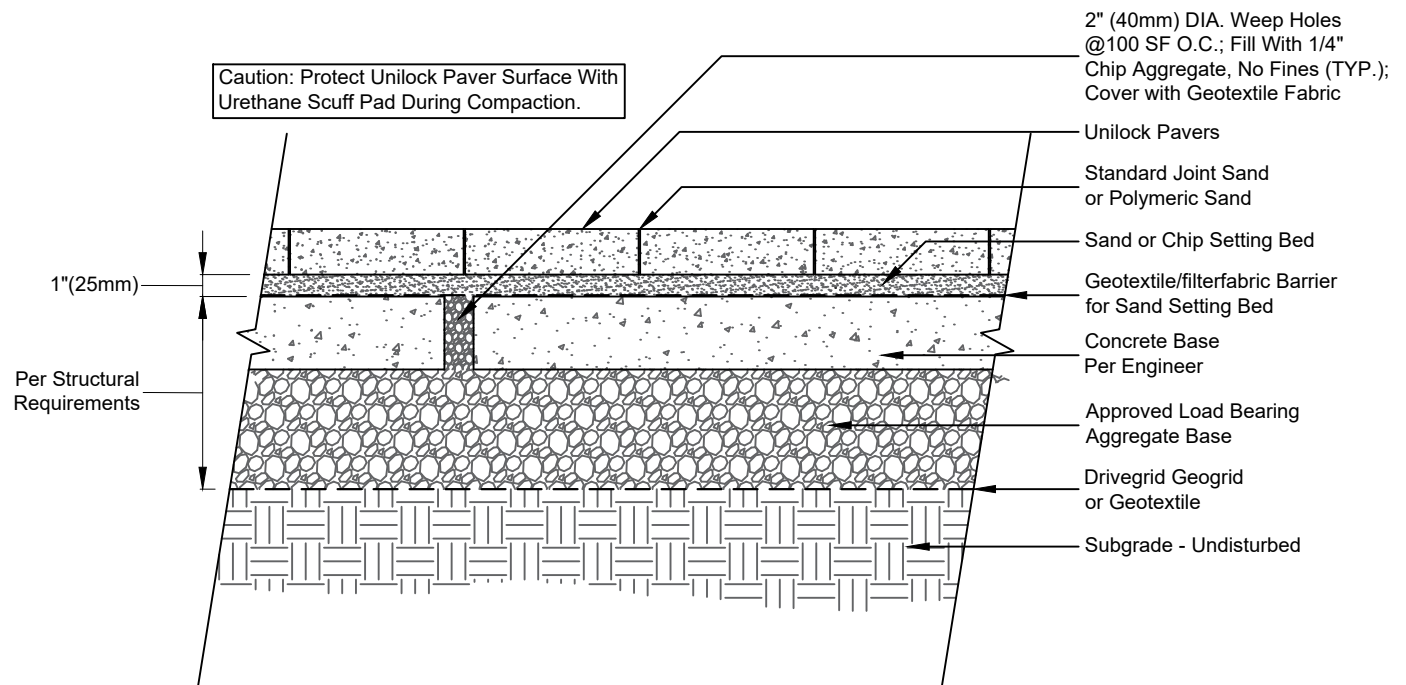 2" (40mm) DIA. Weep Holes
@100 SF O.C.; Fill With 1/4"
Chip Aggregate, No Fines (TYP.);
Cover with Geotextile Fabric
Caution: Protect Unilock Paver Surface With
Urethane Scuff Pad During Compaction.
Unilock Pavers
Standard Joint Sand
or Polymeric Sand
Sand or Chip Setting Bed
1"(25mm)
Geotextile/filterfabric Barrier
for Sand Setting Bed
Concrete Base
Per Engineer
Per Structural
Requirements
Approved Load Bearing
Aggregate Base
Drivegrid Geogrid
or Geotextile
Subgrade - Undisturbed